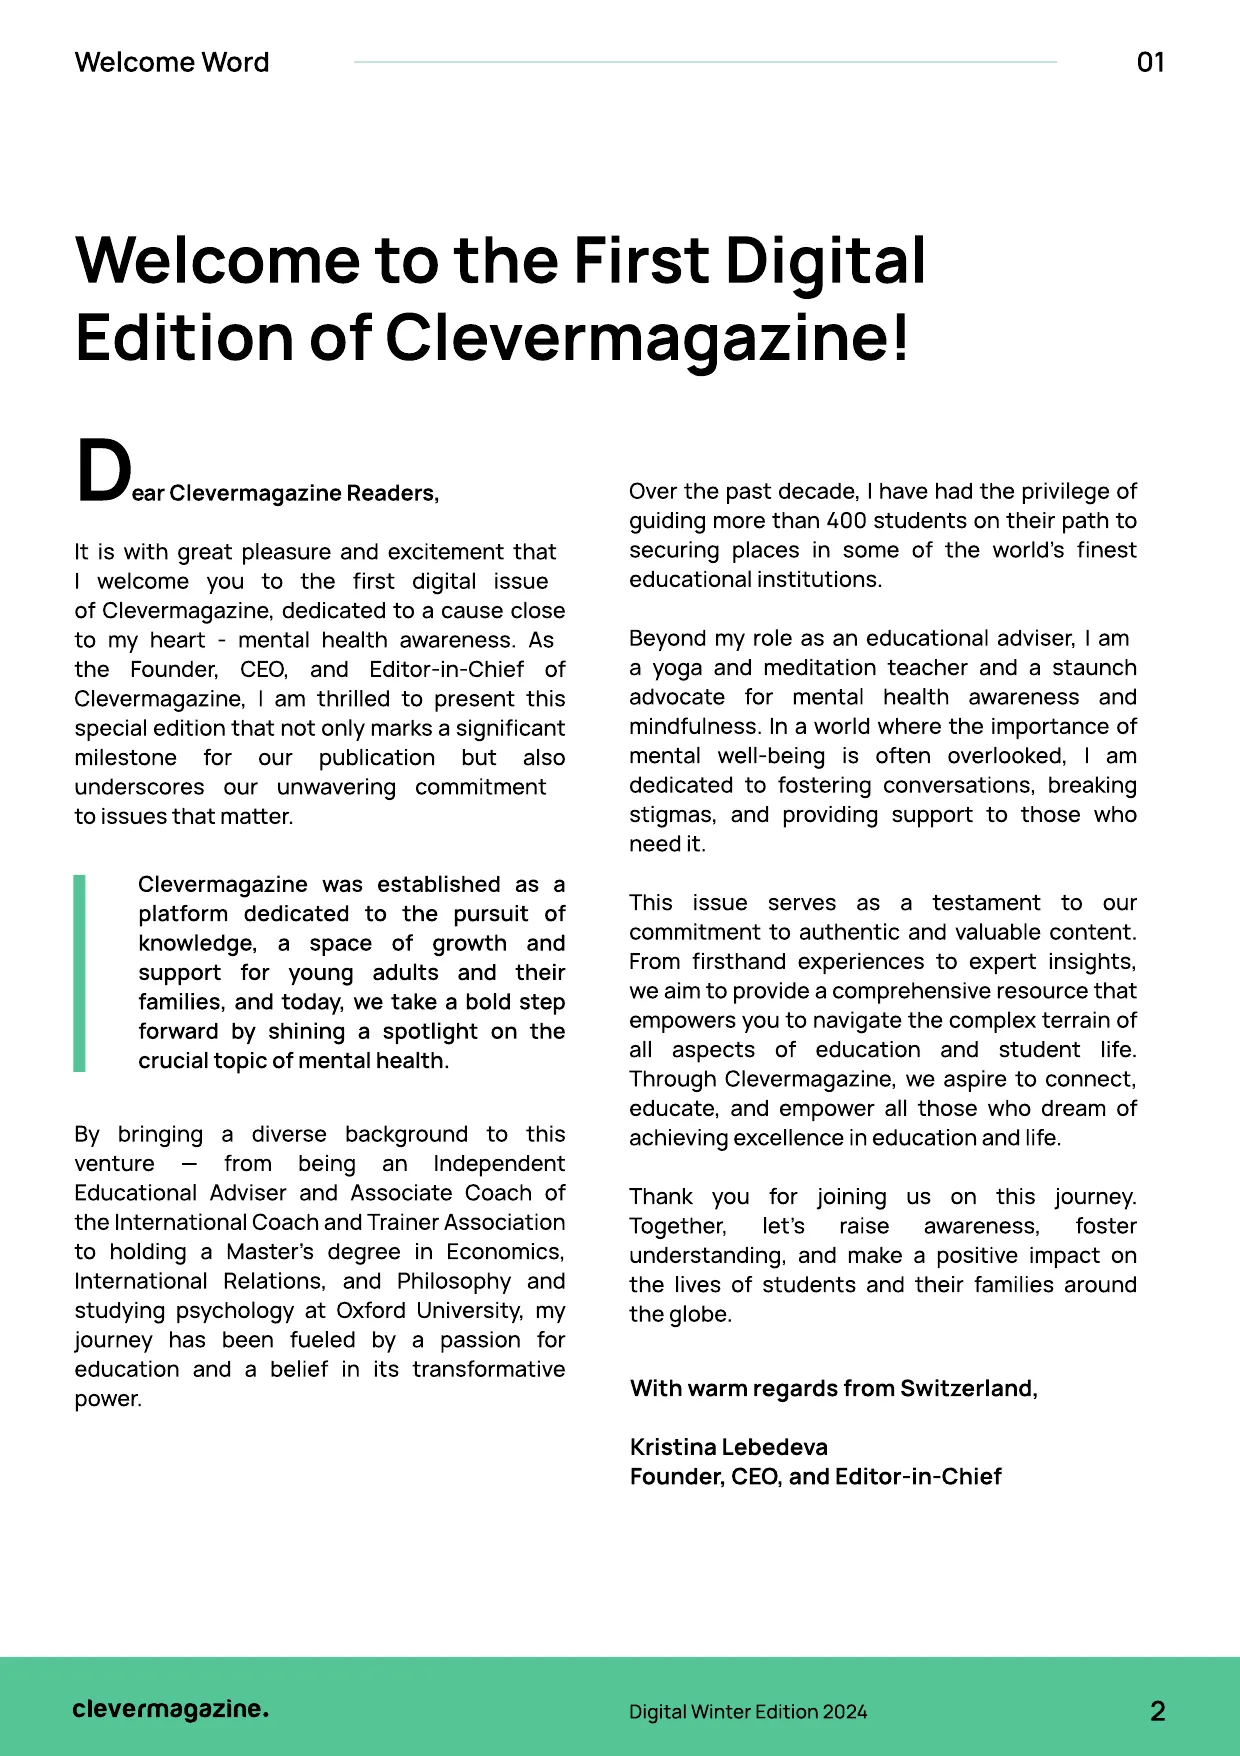 Welcome Word
01
Welcome to the First Digital
Edition of Clevermagazine!
Dear Clevermagazine Readers,
It is with great pleasure and excitement that
I welcome you to the first digital issue
of Clevermagazine, dedicated to a cause close
to my heart - mental health awareness. As
the Founder, CEO, and Editor-in-Chief of
Clevermagazine, I am thrilled to present this
special edition that not only marks a significant
milestone for our publication but also
underscores our unwavering commitment
to issues that matter.
Clevermagazine was established as a
platform dedicated to the pursuit of
knowledge, a space of growth and
support for young adults and their
families, and today, we take a bold step
forward by shining a spotlight on the
crucial topic of mental health.
By bringing a diverse background to this
venture — from being an Independent
Educational Adviser and Associate Coach of
the International Coach and Trainer Association
to holding a Master's degree in Economics,
International Relations, and Philosophy and
studying psychology at Oxford University, my
journey has been fueled by a passion for
education and a belief in its transformative
power.
Over the past decade, I have had the privilege of
guiding more than 400 students on their path to
securing places in some of the world's finest
educational institutions.
Beyond my role as an educational adviser, I am
a yoga and meditation teacher and a staunch
advocate for mental health awareness and
mindfulness. In a world where the importance of
mental well-being is often overlooked, I am
dedicated to fostering conversations, breaking
stigmas, and providing support to those who
need it.
This issue serves as a testament to our
commitment to authentic and valuable content.
From firsthand experiences to expert insights,
we aim to provide a comprehensive resource that
empowers you to navigate the complex terrain of
all aspects of education and student life.
Through Clevermagazine, we aspire to connect,
educate, and empower all those who dream of
achieving excellence in education and life.
Thank you for joining us on this journey.
Together, let's raise awareness, foster
understanding, and make a positive impact on
the lives of students and their families around
the globe.
With warm regards from Switzerland,
Kristina Lebedeva
Founder, CEO, and Editor-in-Chief
clevermagazine.
Digital Winter Edition 2024
2